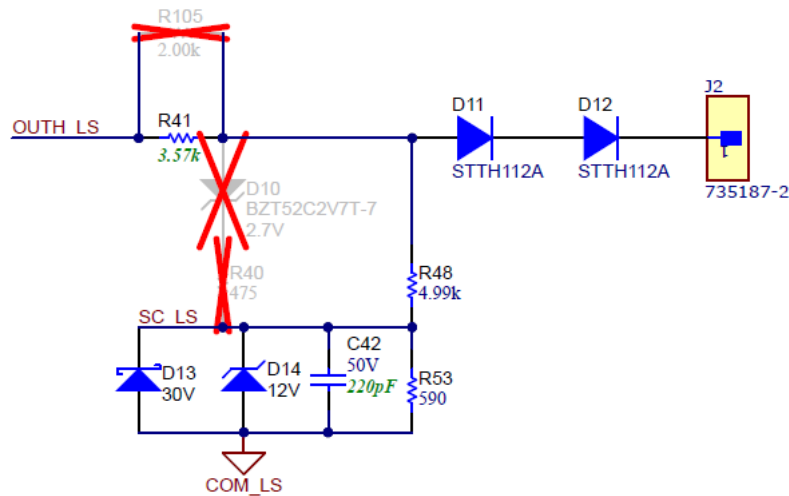 R105
2.00k
OUTH_LS
R41
3.57k
D11
STTH112A
D12
STTH112A
J2
735187-2
D10
BZT52C2V7T-7
2.7V
R40
475
R48
4.99k
SC_LS
D13
30V
D14
12V
C42
50V
220pF
R53
590
COM_LS